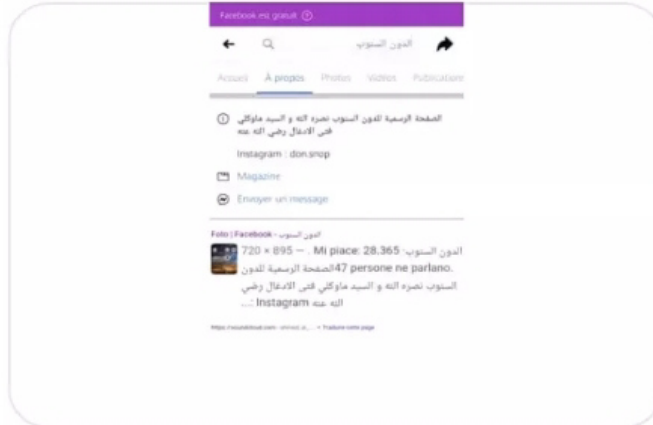 Facebook est gratuit
الدون السنوب
Accueil À propos Photos Vidéos Publications
الصفحة الرسمية للدون السنوب نصره الله و السيد ماوكلي
فتى الادغال رضي الله عنه
Instagram : don.snop
Magazine
Envoyer un message
Foto | Facebook - الدون السنوب
720 × 895 — . Mi piace: 28.365 - الدون السنوب
47 persone ne parlano. الصفحة الرسمية للدون
السنوب نصره الله و السيد ماوكلي فتى الادغال رضي
الله عنه Instagram :...
Traduire cette page